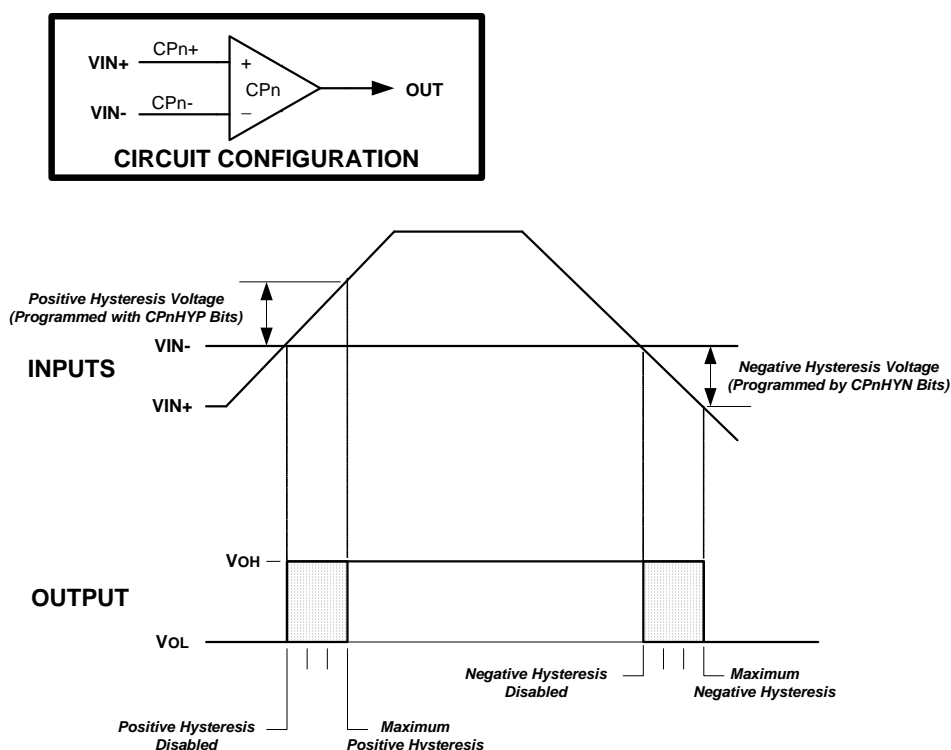 VIN+
CPn+
+
CPn
OUT
VIN-
CPn-
_
CIRCUIT CONFIGURATION
Positive Hysteresis Voltage
(Programmed with CPnHYP Bits)
VIN-
INPUTS
Negative Hysteresis Voltage
(Programmed by CPnHYN Bits)
VIN+
VOH
OUTPUT
VOL
Negative Hysteresis
Disabled
Maximum
Negative Hysteresis
Positive Hysteresis
Disabled
Maximum
Positive Hysteresis